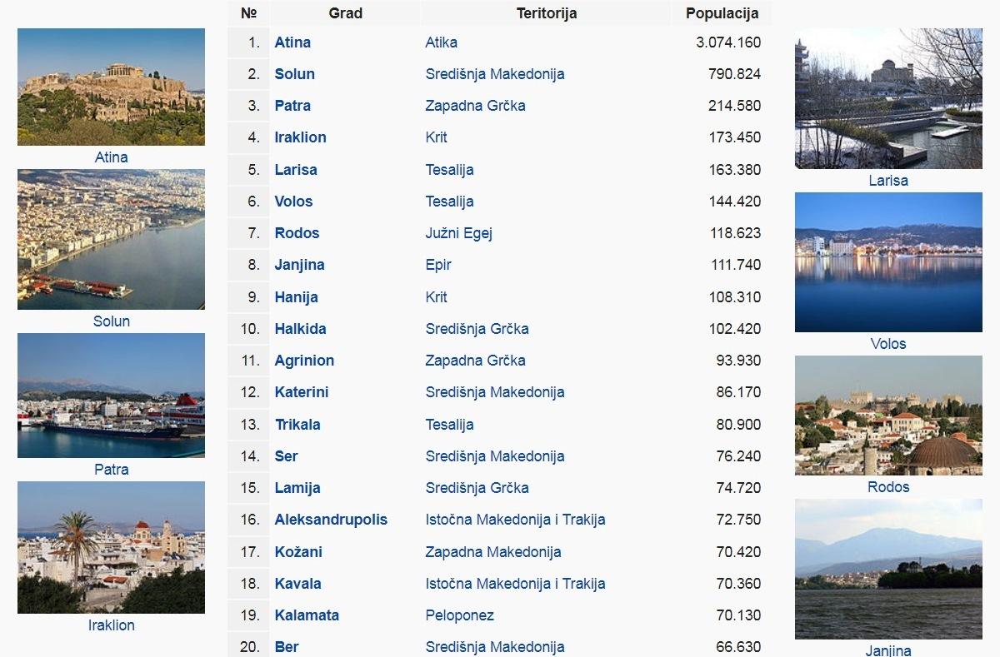 № Grad Teritorija Populacija
1. Atina Atika 3.074.160
2. Solun Središnja Makedonija 790.824
3. Patra Zapadna Grčka 214.580
4. Iraklion Krit 173.450
5. Larisa Tesalija 163.380
6. Volos Tesalija 144.420
7. Rodos Južni Egej 118.623
8. Janjina Epir 111.740
9. Hanija Krit 108.310
10. Halkida Središnja Grčka 102.420
11. Agrinion Zapadna Grčka 93.930
12. Katerini Središnja Makedonija 86.170
13. Trikala Tesalija 80.900
14. Ser Središnja Makedonija 76.240
15. Lamija Središnja Grčka 74.720
16. Aleksandrupolis Istočna Makedonija i Trakija 72.750
17. Kožani Zapadna Makedonija 70.420
18. Kavala Istočna Makedonija i Trakija 70.360
19. Kalamata Peloponez 70.130
20. Ber Središnja Makedonija 66.630
Atina
Solun
Patra
Iraklion
Larisa
Volos
Rodos
Janjina